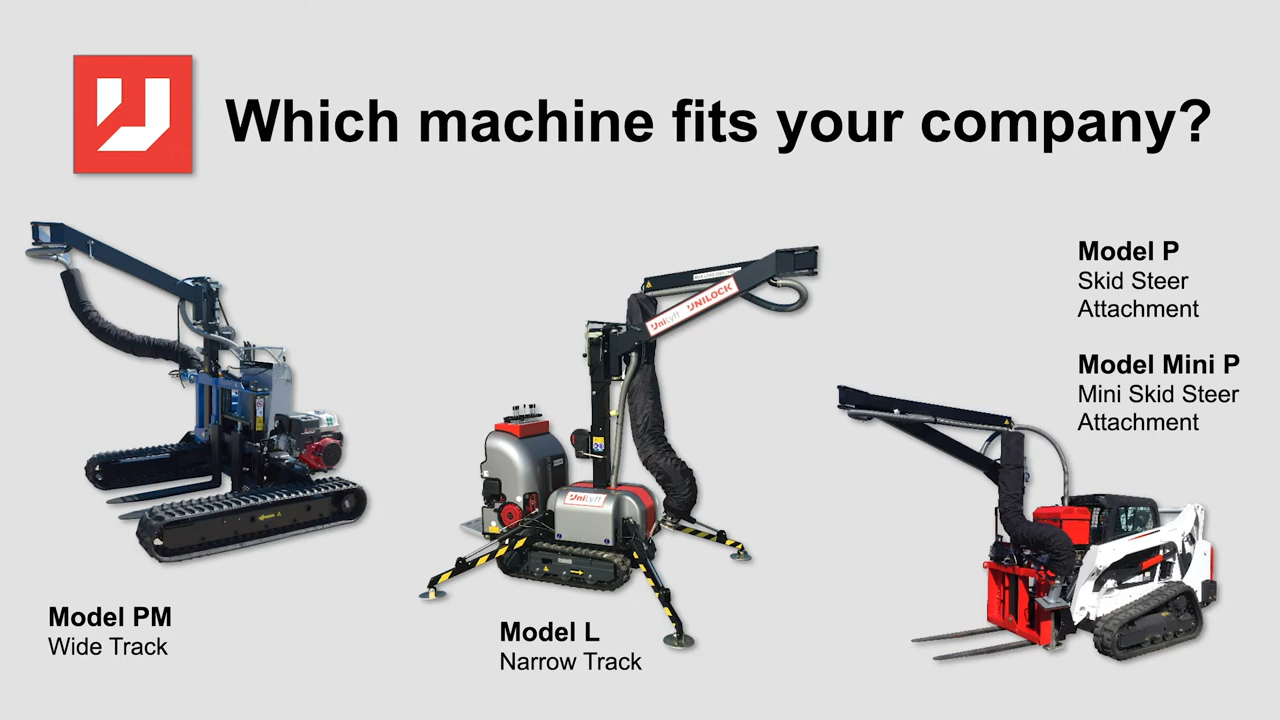 Which machine fits your company?
Model P
Skid Steer
Attachment
Model Mini P
Mini Skid Steer
Attachment
UniLyft UNILOCK
UniLyft
Model PM
Wide Track
Model L
Narrow Track